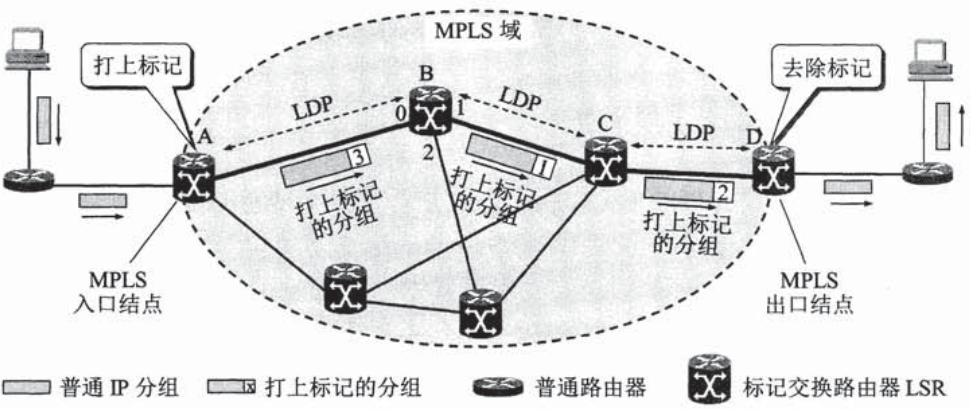 MPLS 域
打上标记
去除标记
B
LDP
LDP
0
1
A
C
LDP
D
2
3
1
2
打上标记
的分组
打上标记
的分组
打上标记
的分组
MPLS
入口结点
MPLS
出口结点
普通 IP 分组
x 打上标记的分组
普通路由器
标记交换路由器 LSR